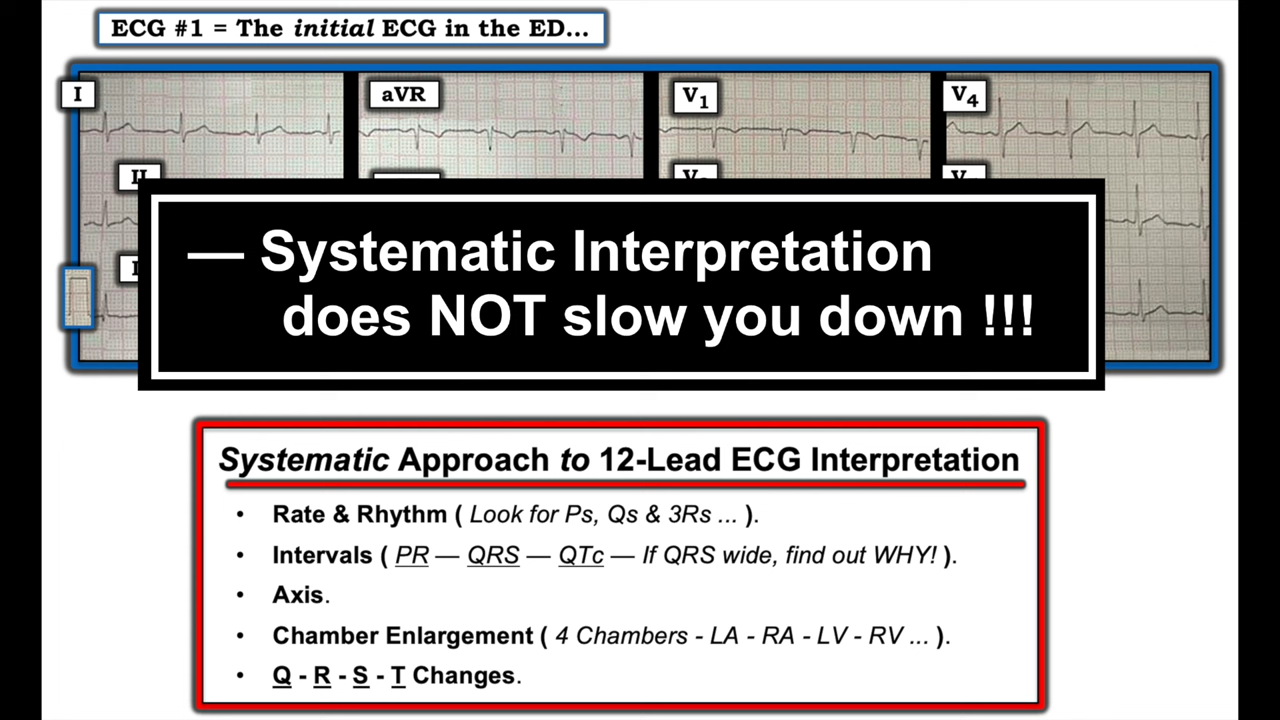 ECG #1 = The initial ECG in the ED...
I
aVR
V1
V4
II
— Systematic Interpretation
does NOT slow you down !!!
Systematic Approach to 12-Lead ECG Interpretation
• Rate & Rhythm ( Look for Ps, Qs & 3Rs ... ).
• Intervals ( PR — QRS — QTc — If QRS wide, find out WHY! ).
• Axis.
• Chamber Enlargement ( 4 Chambers - LA - RA - LV - RV ... ).
• Q - R - S - T Changes.